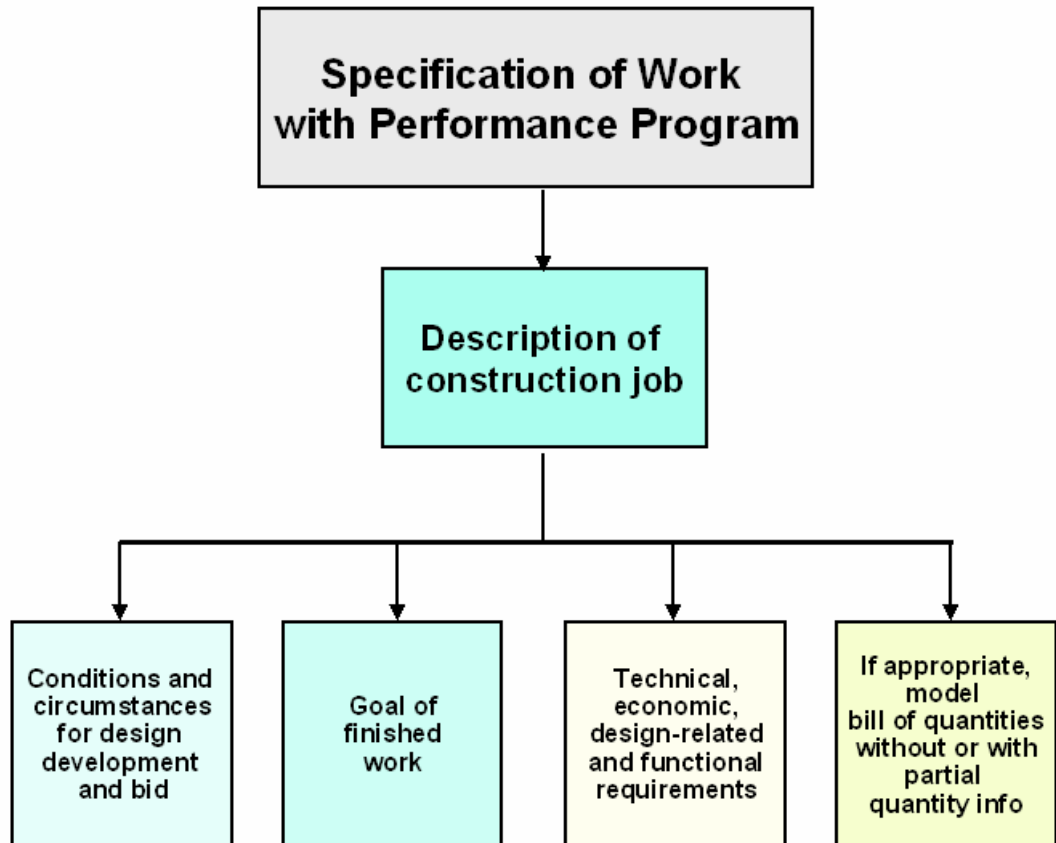 Specification of Work
with Performance Program
Description of
construction job
Conditions and
circumstances
for design
development
and bid
Goal of
finished
work
Technical,
economic,
design-related
and functional
requirements
If appropriate,
model
bill of quantities
without or with
partial
quantity info